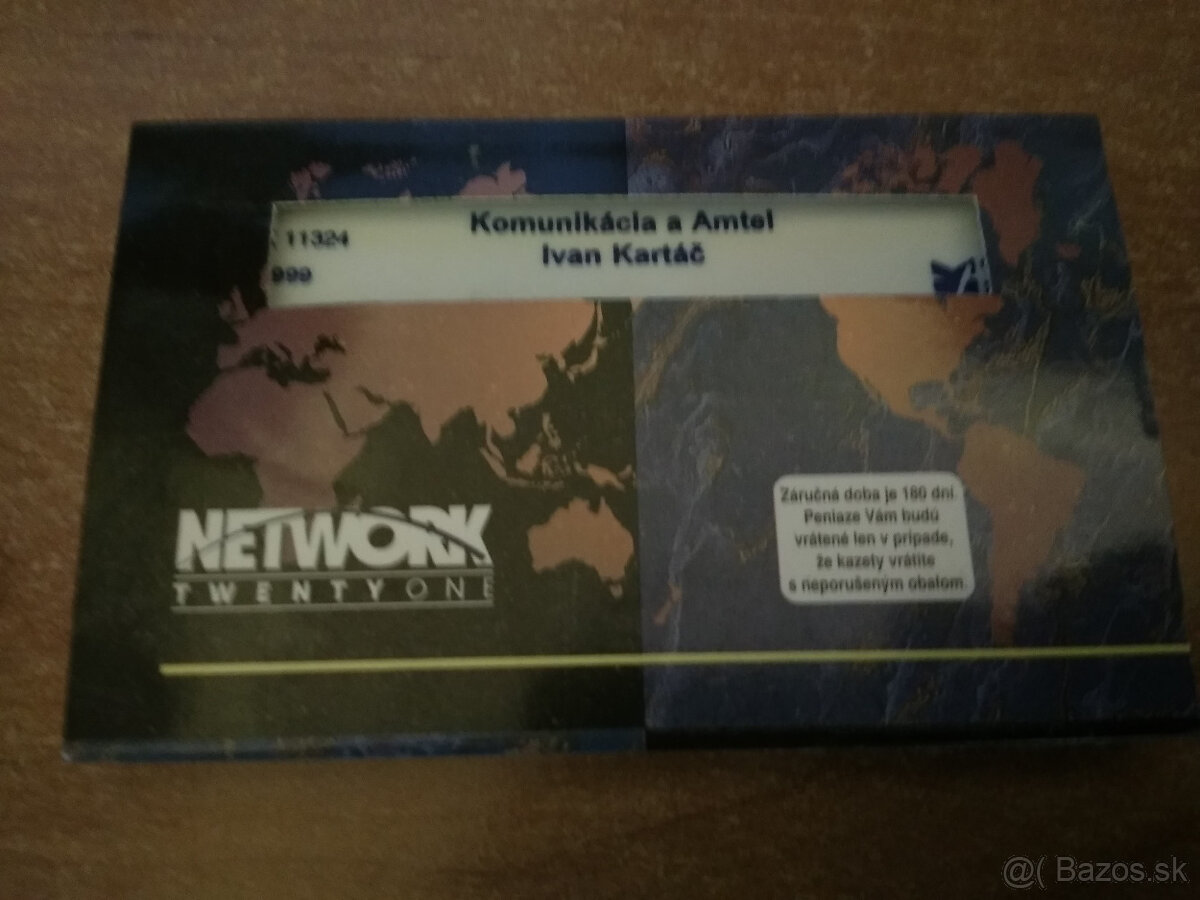 Komunikácia a Amtel
11324
Ivan Kartáč
999
NETWORK
TWENTYONE
Záručná doba je 180 dní.
Peniaze Vám budú
vrátené len v prípade,
že kazety vrátite
s neporušeným obalom
@( Bazos.sk